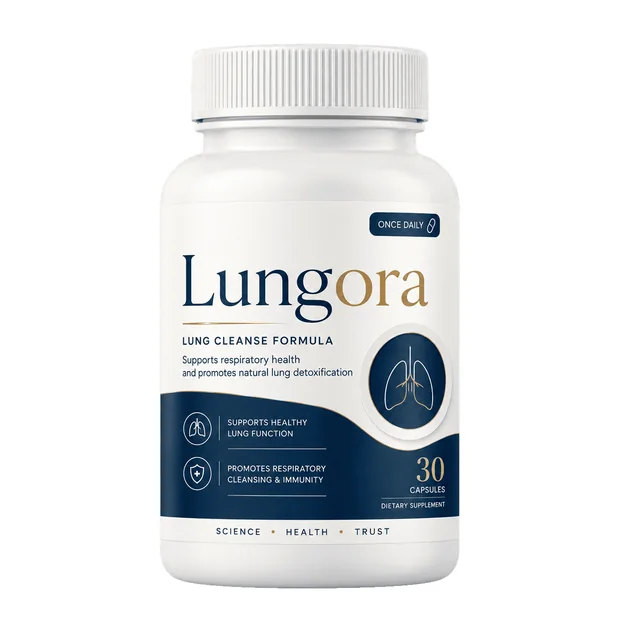 ONCE DAILY
Lungora
LUNG CLEANSE FORMULA
Supports respiratory health
and promotes natural lung detoxification
SUPPORTS HEALTHY
LUNG FUNCTION
PROMOTES RESPIRATORY
CLEANSING & IMMUNITY
30
CAPSULES
DIETARY SUPPLEMENT
SCIENCE • HEALTH • TRUST